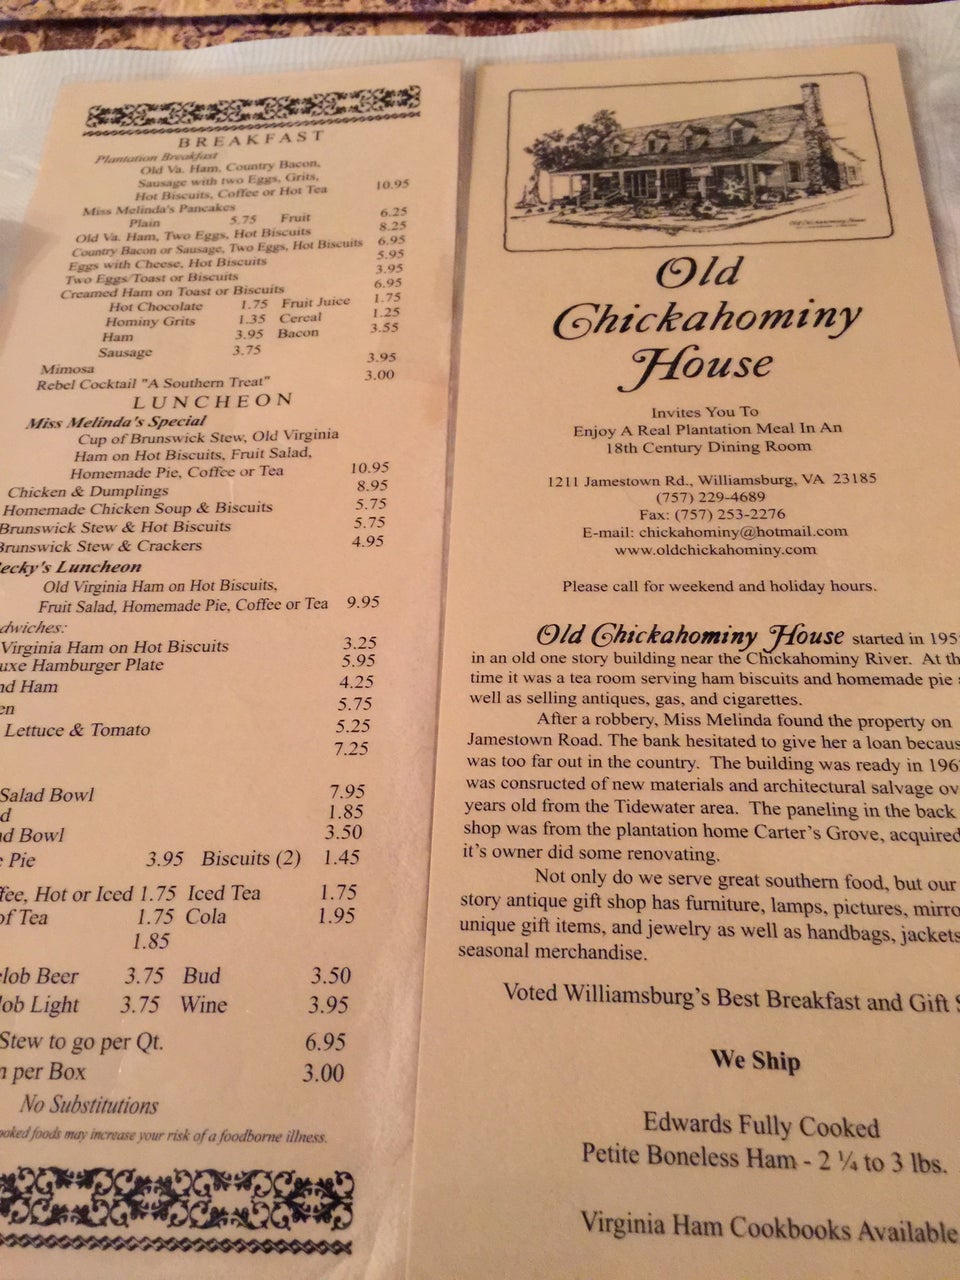 BREAKFAST
Plantation Breakfast
Old Va. Ham, Country Bacon,
Sausage with two Eggs, Grits,
Hot Biscuits, Coffee or Hot Tea 10.95
Miss Melinda's Pancakes
Plain 5.75 Fruit 6.25
Old Va. Ham, Two Eggs, Hot Biscuits 8.25
Country Bacon or Sausage, Two Eggs, Hot Biscuits 6.95
Eggs with Cheese, Hot Biscuits 5.95
Two Eggs/Toast or Biscuits 3.95
Creamed Ham on Toast or Biscuits 6.95
Hot Chocolate 1.75 Fruit Juice 1.75
Hominy Grits 1.35 Cereal 1.25
Ham 3.95 Bacon 3.55
Sausage 3.75
Mimosa 3.95
Rebel Cocktail "A Southern Treat" 3.00
LUNCHEON
Miss Melinda's Special
Cup of Brunswick Stew, Old Virginia
Ham on Hot Biscuits, Fruit Salad,
Homemade Pie, Coffee or Tea 10.95
Chicken & Dumplings 8.95
Homemade Chicken Soup & Biscuits 5.75
Brunswick Stew & Hot Biscuits 5.75
Brunswick Stew & Crackers 4.95
ecky's Luncheon
Old Virginia Ham on Hot Biscuits,
Fruit Salad, Homemade Pie, Coffee or Tea 9.95
dwiches:
Virginia Ham on Hot Biscuits 3.25
uxe Hamburger Plate 5.95
nd Ham 4.25
en 5.75
Lettuce & Tomato 5.25
7.25
Salad Bowl 7.95
d 1.85
ad Bowl 3.50
e Pie 3.95 Biscuits (2) 1.45
ffee, Hot or Iced 1.75 Iced Tea 1.75
of Tea 1.75 Cola 1.95
1.85
elob Beer 3.75 Bud 3.50
lob Light 3.75 Wine 3.95
Stew to go per Qt. 6.95
n per Box 3.00
No Substitutions
ooked foods may increase your risk of a foodborne illness.
Old
Chickahominy
House
Invites You To
Enjoy A Real Plantation Meal In An
18th Century Dining Room
1211 Jamestown Rd., Williamsburg, VA 23185
(757) 229-4689
Fax: (757) 253-2276
E-mail: chickahominy@hotmail.com
www.oldchickahominy.com
Please call for weekend and holiday hours.
Old Chickahominy House started in 195
in an old one story building near the Chickahominy River. At th
time it was a tea room serving ham biscuits and homemade pie
well as selling antiques, gas, and cigarettes.
After a robbery, Miss Melinda found the property on
Jamestown Road. The bank hesitated to give her a loan becaus
was too far out in the country. The building was ready in 196
was consructed of new materials and architectural salvage ov
years old from the Tidewater area. The paneling in the back
shop was from the plantation home Carter's Grove, acquired
it's owner did some renovating.
Not only do we serve great southern food, but our
story antique gift shop has furniture, lamps, pictures, mirro
unique gift items, and jewelry as well as handbags, jackets
seasonal merchandise.
Voted Williamsburg's Best Breakfast and Gift S
We Ship
Edwards Fully Cooked
Petite Boneless Ham - 2 ¼ to 3 lbs.
Virginia Ham Cookbooks Available